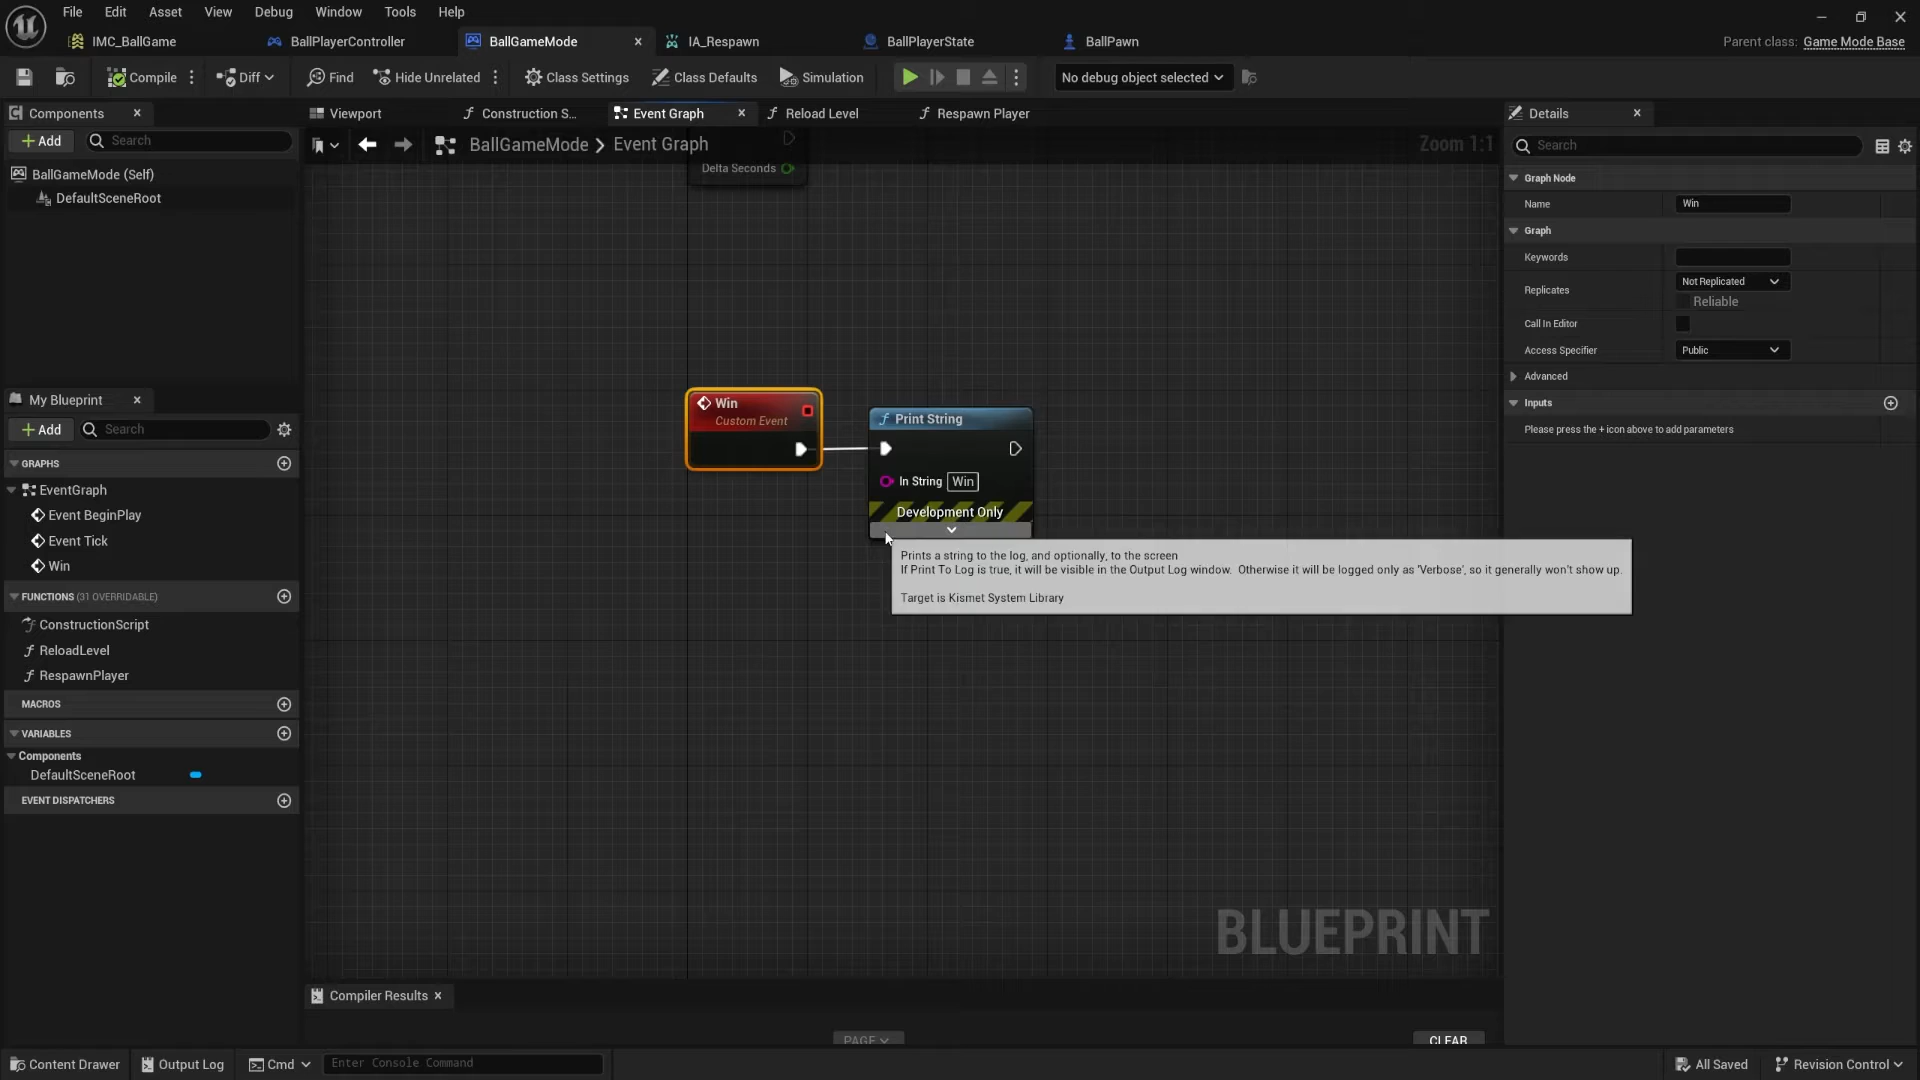 File Edit Asset View Debug Window Tools Help
IMC_BallGame BallPlayerController BallGameMode IA_Respawn BallPlayerState BallPawn Parent class: Game Mode Base
Compile Diff Find Hide Unrelated Class Settings Class Defaults Simulation No debug object selected
Components Viewport Construction S... Event Graph Reload Level Respawn Player Details
Add Search BallGameMode Event Graph Zoom 1:1 Search
Delta Seconds
BallGameMode (Self)
DefaultSceneRoot
Graph Node
Name Win
Graph
Keywords
Replicates Not Replicated
Reliable
Call In Editor
Access Specifier Public
Advanced
Inputs
Please press the + icon above to add parameters
My Blueprint
Add Search
GRAPHS
EventGraph
Event BeginPlay
Event Tick
Win
FUNCTIONS (31 OVERRIDABLE)
ConstructionScript
ReloadLevel
RespawnPlayer
MACROS
VARIABLES
Components
DefaultSceneRoot
EVENT DISPATCHERS
Win
Custom Event
Print String
In String Win
Development Only
Prints a string to the log, and optionally, to the screen
If Print To Log is true, it will be visible in the Output Log window. Otherwise it will be logged only as 'Verbose', so it generally won't show up.
Target is Kismet System Library
BLUEPRINT
Compiler Results
PAGE CLEAR
Content Drawer Output Log Cmd Enter Console Command All Saved Revision Control